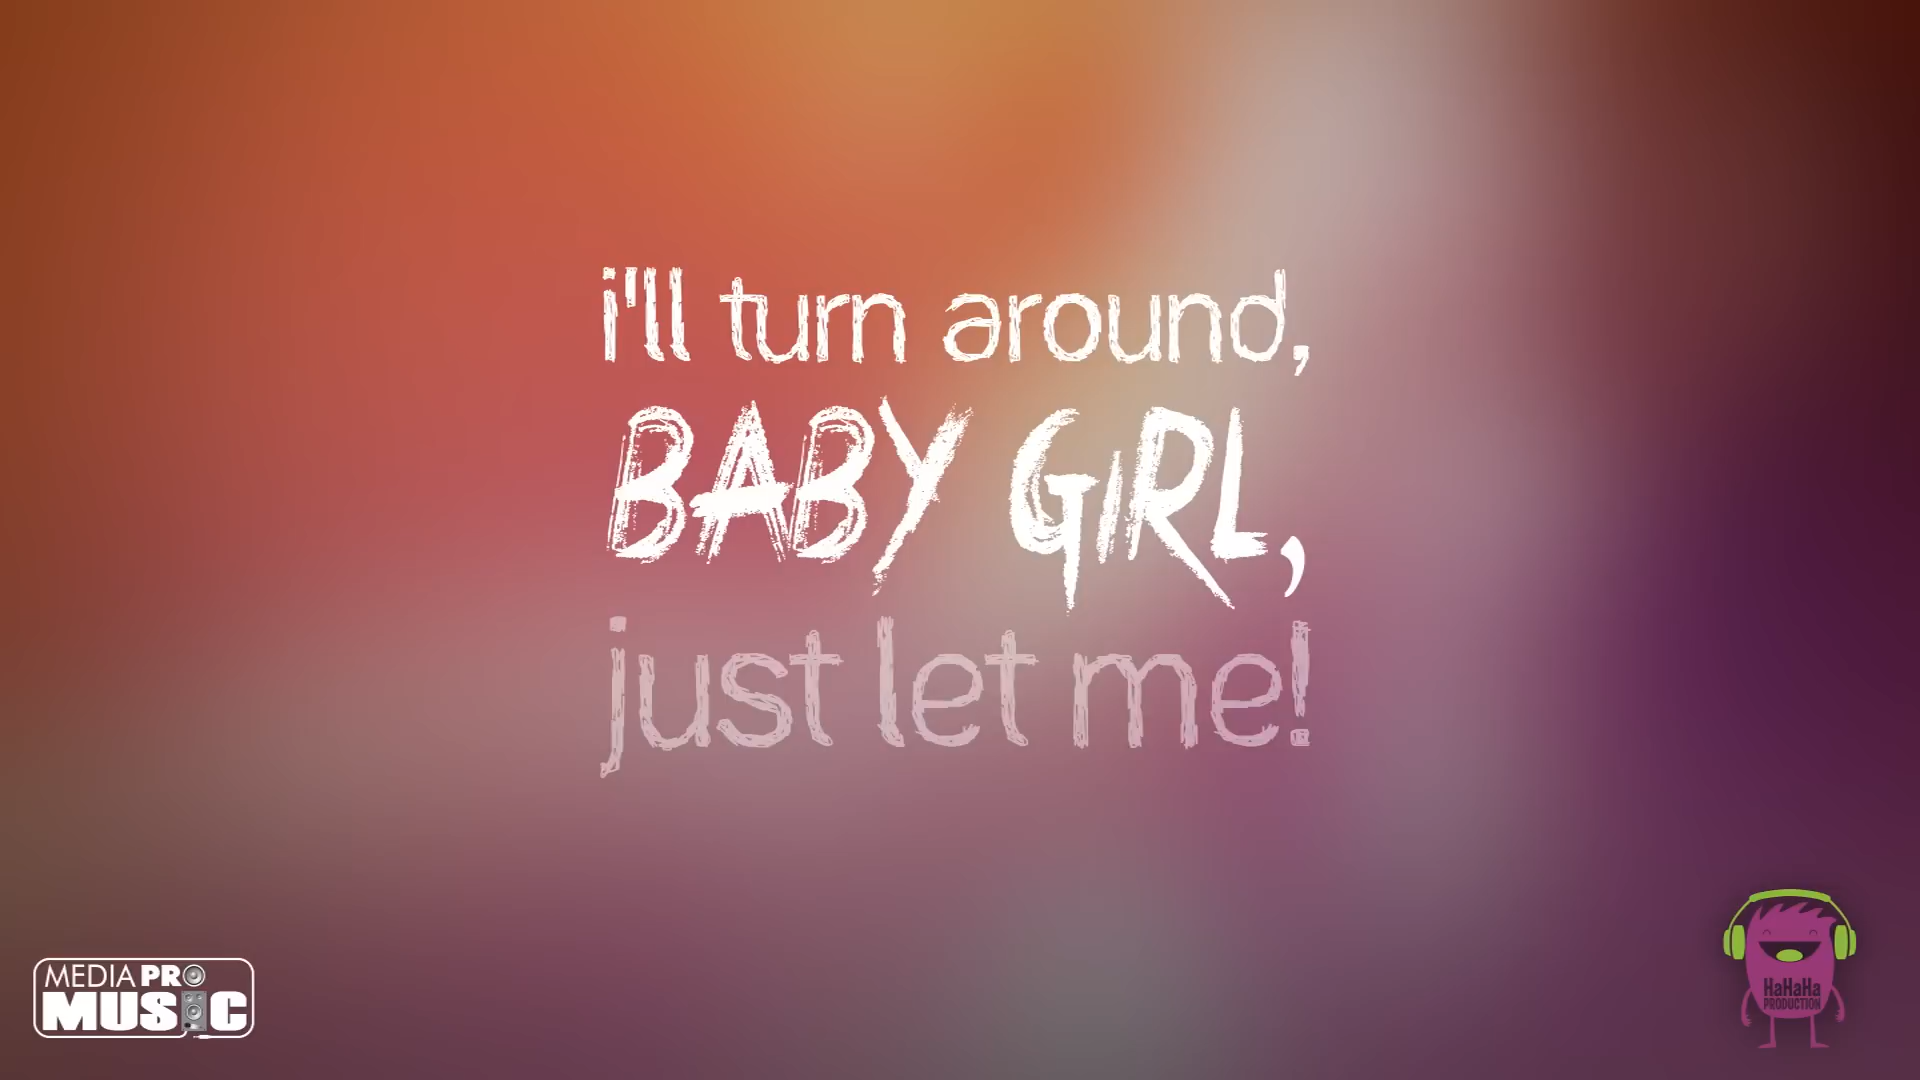 i'll turn around,
BABY GiRL,
just let me!
MEDIA PRO
MUSIC
HaHaHa
PRODUCTION